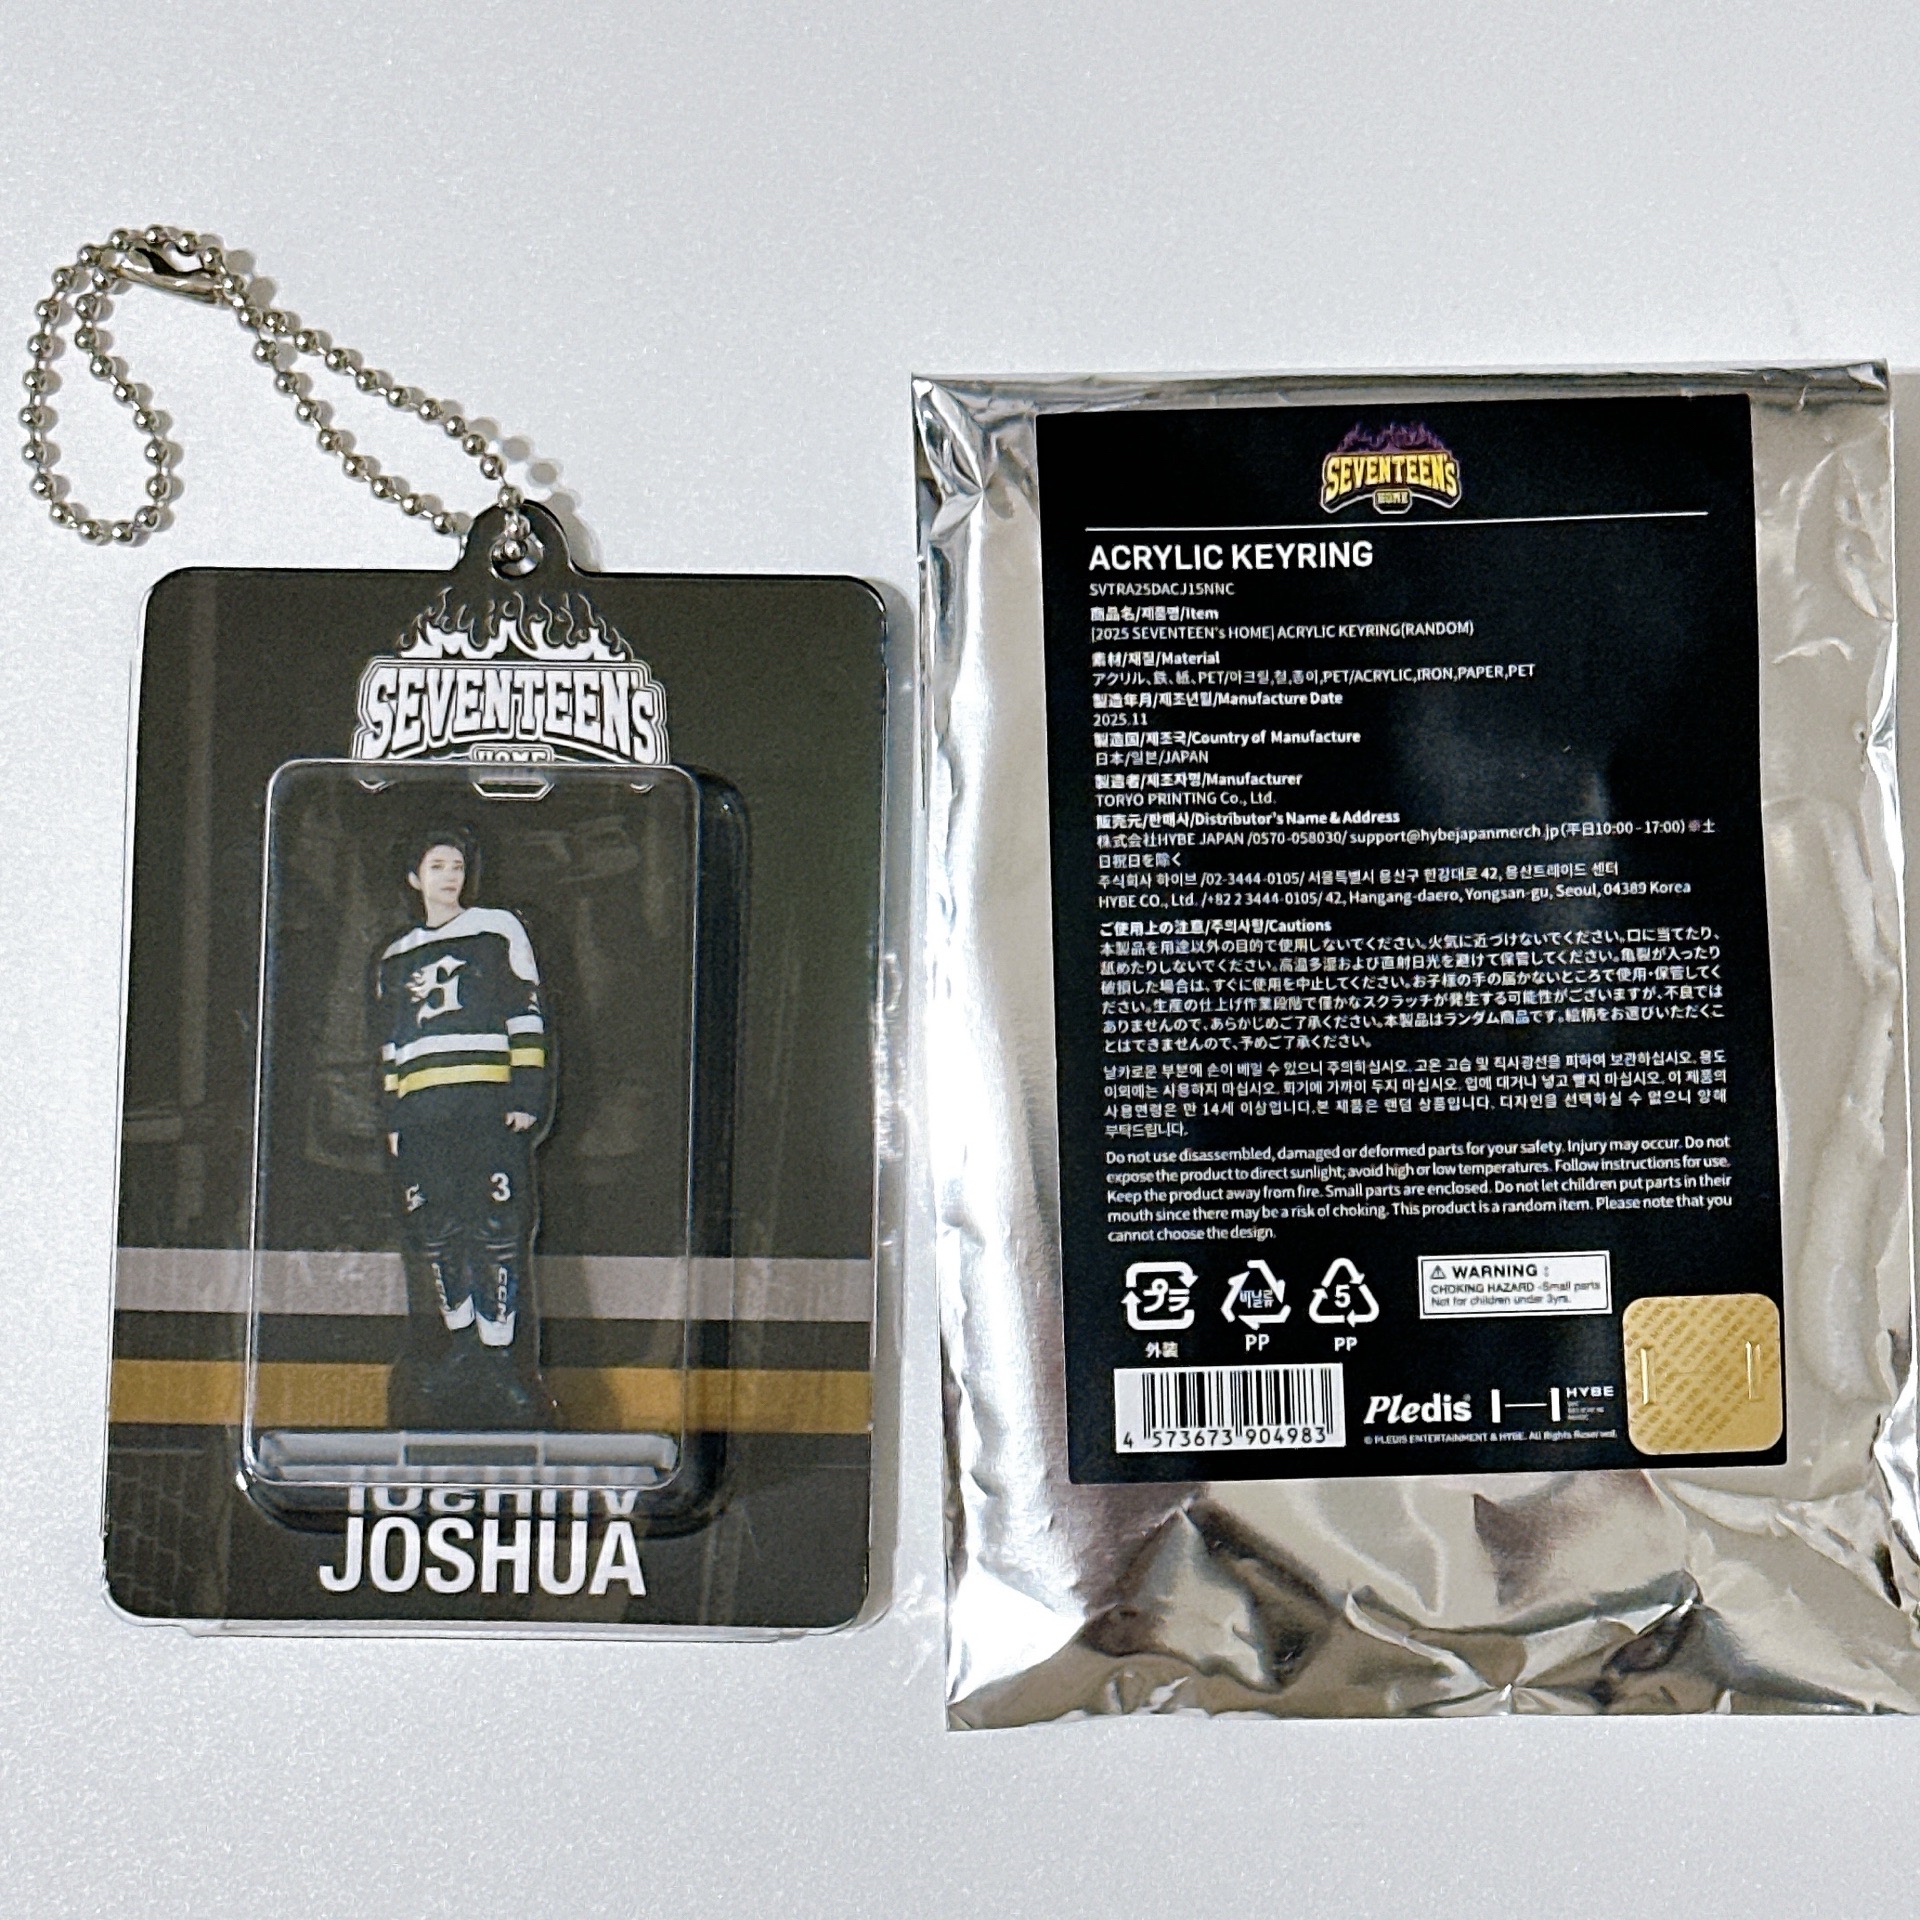 SEVENTEEN's
HOME
S
3
CCM
JOSHUA
SEVENTEEN's
HOME
ACRYLIC KEYRING
SVTRA25DACJ15NNC
商品名/제품명/Item
[2025 SEVENTEEN's HOME] ACRYLIC KEYRING(RANDOM)
素材/재질/Material
アクリル、鉄、紙、PET/아크릴,철,종이,PET/ACRYLIC,IRON,PAPER,PET
製造年月/제조년월/Manufacture Date
2025.11
製造国/제조국/Country of Manufacture
日本/일본/JAPAN
製造者/제조자명/Manufacturer
TORYO PRINTING Co., Ltd.
販売元/판매사/Distributor's Name & Address
株式会社HYBE JAPAN /0570-058030/ support@hybejapanmerch.jp(平日10:00 - 17:00)※土
日祝日を除く
주식회사 하이브 /02-3444-0105/ 서울특별시 용산구 한강대로 42, 용산트레이드 센터
HYBE CO., Ltd. /+82 2 3444-0105/ 42, Hangang-daero, Yongsan-gu, Seoul, 04389 Korea
ご使用上の注意/주의사항/Cautions
本製品を用途以外の目的で使用しないでください。火気に近づけないでください。口に当てたり、
舐めたりしないでください。高温多湿および直射日光を避けて保管してください。亀裂が入ったり
破損した場合は、すぐに使用を中止してください。お子様の手の届かないところで使用・保管してく
ださい。生産の仕上げ作業段階で僅かなスクラッチが発生する可能性がございますが、不良では
ありませんので、あらかじめご了承ください。本製品はランダム商品です。絵柄をお選びいただくこ
とはできませんので、予めご了承ください。
날카로운 부분에 손이 베일 수 있으니 주의하십시오. 고온 고습 및 직사광선을 피하여 보관하십시오. 용도
이외에는 사용하지 마십시오. 화기에 가까이 두지 마십시오. 입에 대거나 넣고 빨지 마십시오. 이 제품의
사용연령은 만 14세 이상입니다.본 제품은 랜덤 상품입니다. 디자인을 선택하실 수 없으니 양해
부탁드립니다.
Do not use disassembled, damaged or deformed parts for your safety. Injury may occur. Do not
expose the product to direct sunlight; avoid high or low temperatures. Follow instructions for use.
Keep the product away from fire. Small parts are enclosed. Do not let children put parts in their
mouth since there may be a risk of choking. This product is a random item. Please note that you
cannot choose the design.
プラ 비닐류 5
外装 PP PP
⚠ WARNING :
CHOKING HAZARD -Small parts
Not for children under 3yrs.
4 573673 904983
Pledis HYBE
© PLEDIS ENTERTAINMENT & HYBE. All Rights Reserved.